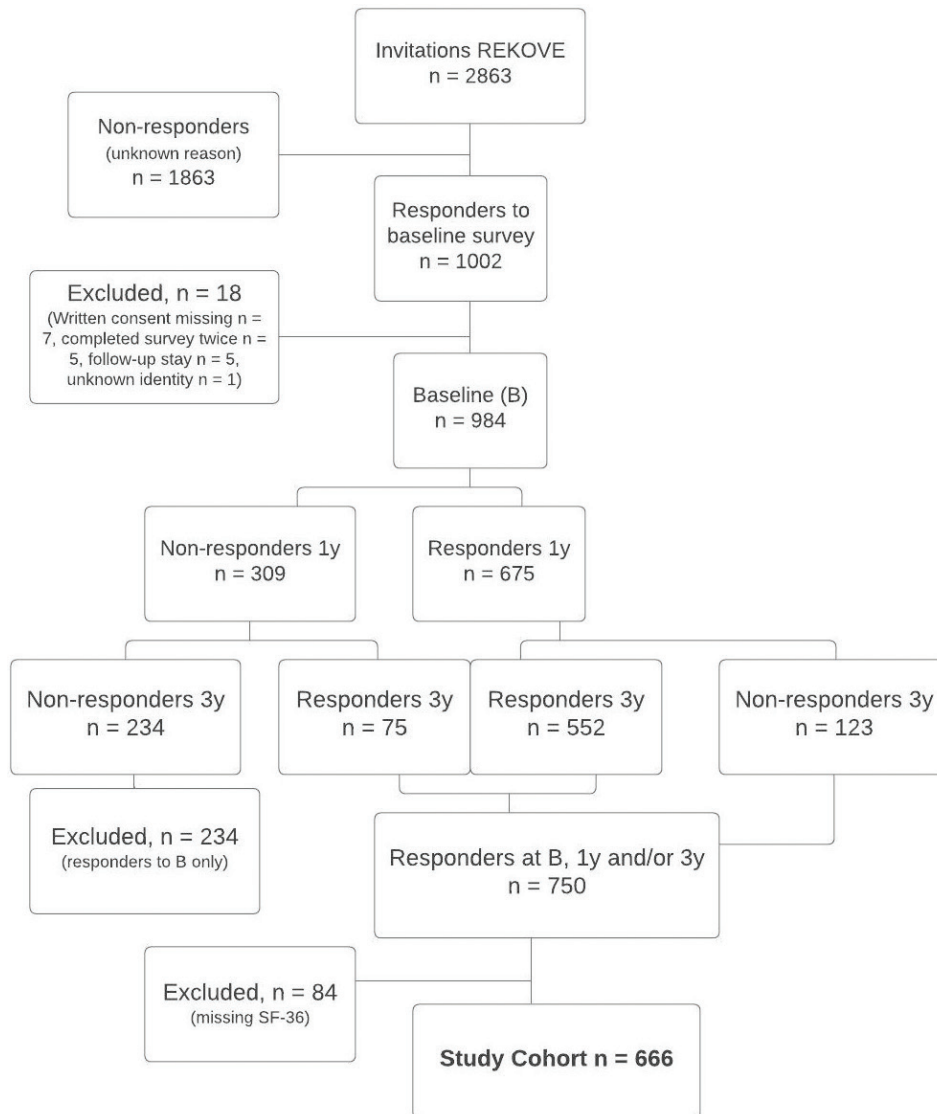 Invitations REKOVE
n = 2863
Non-responders
(unknown reason)
n = 1863
Responders to
baseline survey
n = 1002
Excluded, n = 18
(Written consent missing n =
7, completed survey twice n =
5, follow-up stay n = 5,
unknown identity n = 1)
Baseline (B)
n = 984
Non-responders 1y
n = 309
Responders 1y
n = 675
Non-responders 3y
n = 234
Responders 3y
n = 75
Responders 3y
n = 552
Non-responders 3y
n = 123
Excluded, n = 234
(responders to B only)
Responders at B, 1y and/or 3y
n = 750
Excluded, n = 84
(missing SF-36)
Study Cohort n = 666